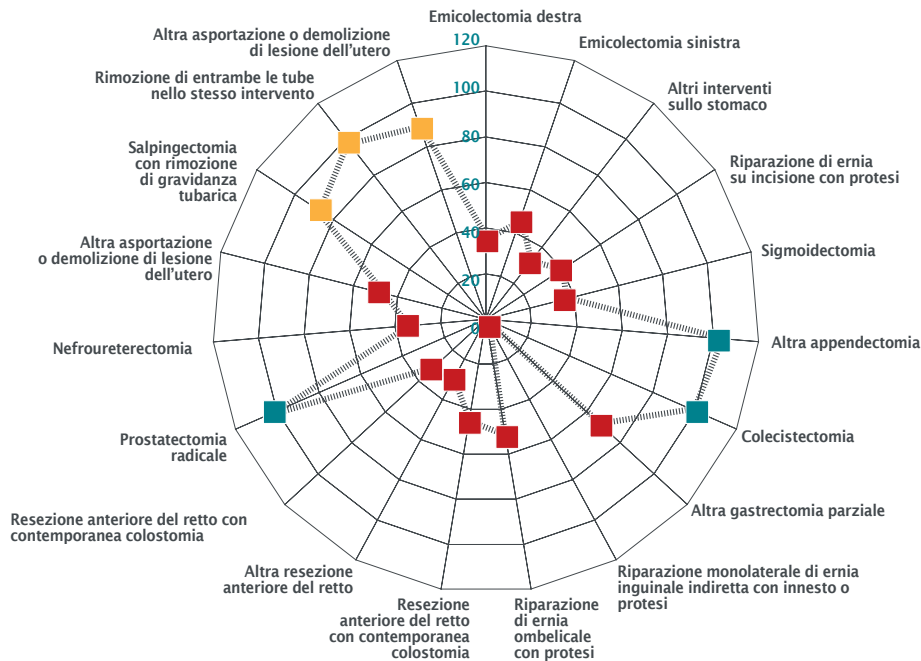 Emicolectomia destra
Emicolectomia sinistra
Altri interventi
sullo stomaco
Riparazione di ernia
su incisione con protesi
Sigmoidectomia
Altra appendectomia
Colecistectomia
Altra gastrectomia parziale
Riparazione monolaterale di ernia
inguinale indiretta con innesto o
protesi
Riparazione
di ernia
ombelicale
con protesi
Resezione
anteriore del retto
con contemporanea
colostomia
Altra resezione
anteriore del retto
Resezione anteriore del retto con
contemporanea colostomia
Prostatectomia
radicale
Nefroureterectomia
Altra asportazione
o demolizione di lesione
dell'utero
Salpingectomia
con rimozione
di gravidanza
tubarica
Rimozione di entrambe le tube
nello stesso intervento
Altra asportazione o demolizione
di lesione dell'utero
120
100
80
60
40
20
0